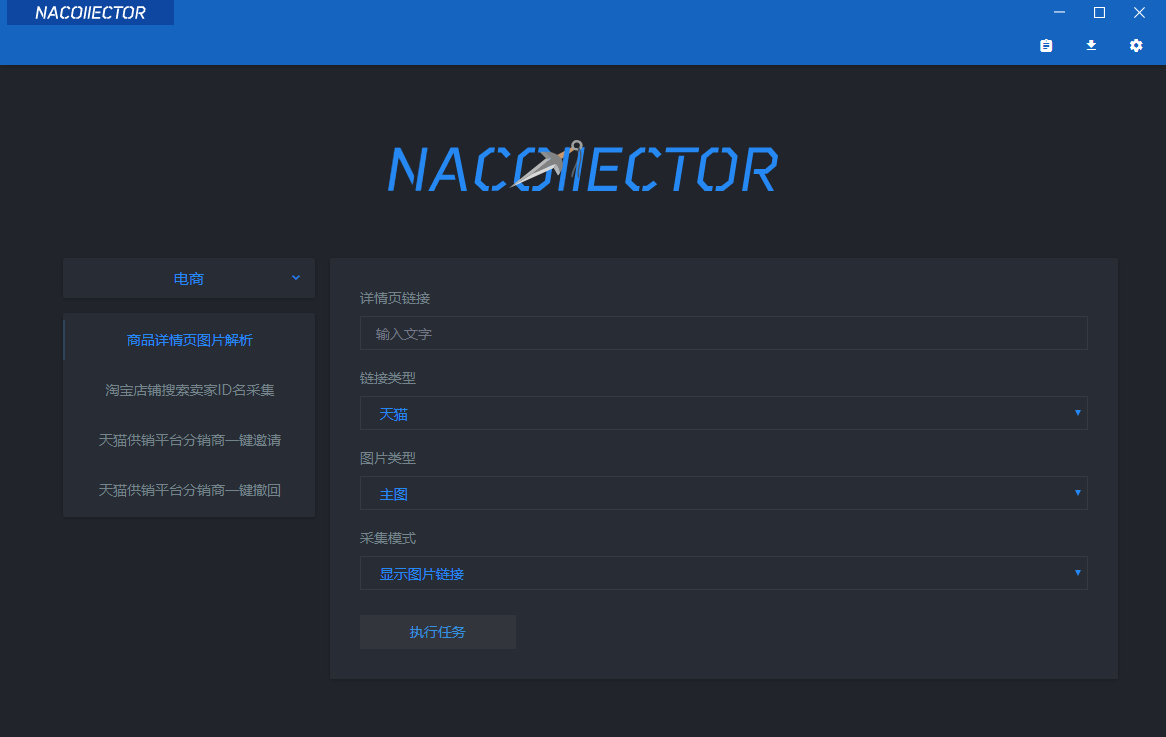 NACOllECTOR
NACOllECTOR
电商
商品详情页图片解析
淘宝店铺搜索卖家ID名采集
天猫供销平台分销商一键邀请
天猫供销平台分销商一键撤回
详情页链接
输入文字
链接类型
天猫
图片类型
主图
采集模式
显示图片链接
执行任务